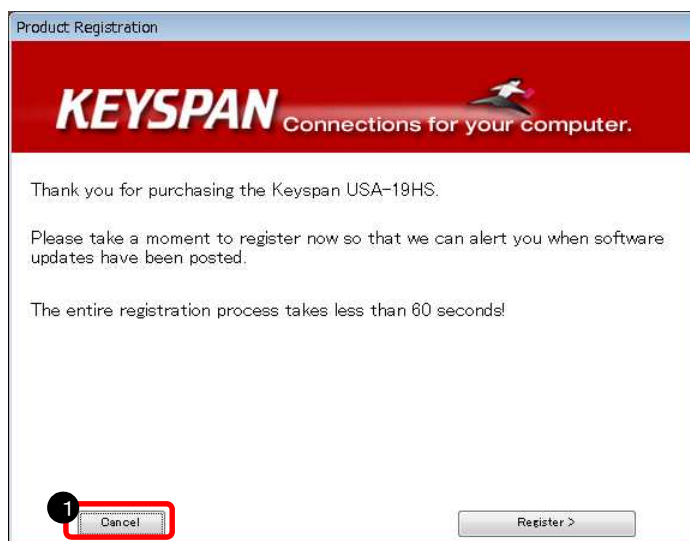 Product Registration
KEYSPAN Connections for your computer.
Thank you for purchasing the Keyspan USA-19HS.
Please take a moment to register now so that we can alert you when software
updates have been posted.
The entire registration process takes less than 60 seconds!
1
Cancel
Register >